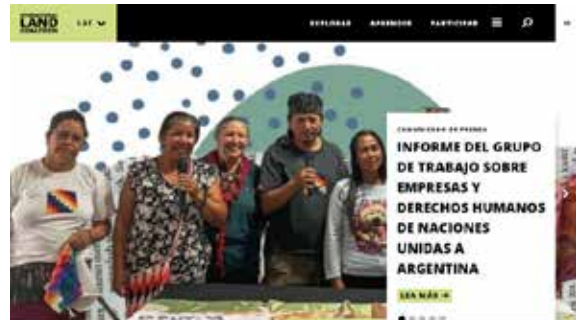 LAND
COALITION
LAC
EXPLORAR APRENDER PARTICIPAR
COMUNICADO DE PRENSA
INFORME DEL GRUPO
DE TRABAJO SOBRE
EMPRESAS Y
DERECHOS HUMANOS
DE NACIONES
UNIDAS A
ARGENTINA
LEA MÁS →